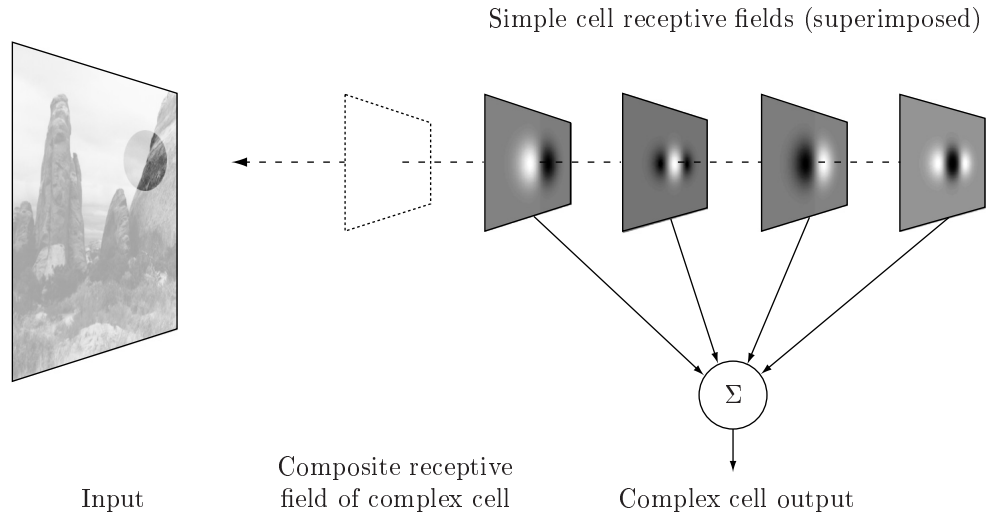 Simple cell receptive fields (superimposed)
Σ
Composite receptive
field of complex cell
Input
Complex cell output